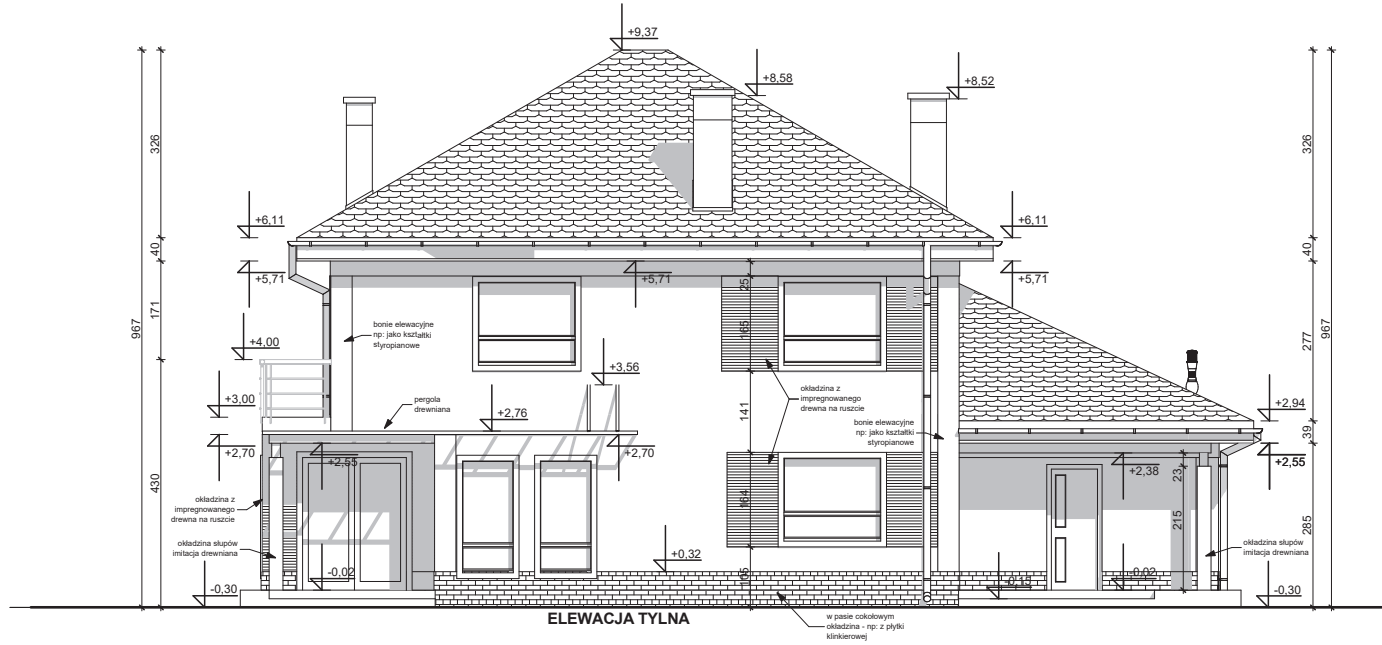 +9,37
+8,58
+8,52
326
326
+6,11
+6,11
40
40
+5,71
+5,71
+5,71
25
171
967
277
967
165
bonie elewacyjne
np: jako kształtki
styropianowe
+4,00
+3,56
okładzina z
impregnowanego
drewna na ruszcie
pergola
drewniana
+3,00
+2,76
141
+2,94
bonie elewacyjne
np: jako kształtki
styropianowe
39
+2,70
+2,70
+2,55
+2,55
+2,38
23
430
164
215
285
okładzina z
impregnowanego
drewna na ruszcie
okładzina słupów
imitacja drewniana
okładzina słupów
imitacja drewniana
+0,32
-0,02
-0,02
-0,15
105
-0,30
-0,30
ELEWACJA TYLNA
w pasie cokołowym
okładzina - np: z płytki
klinkierowej